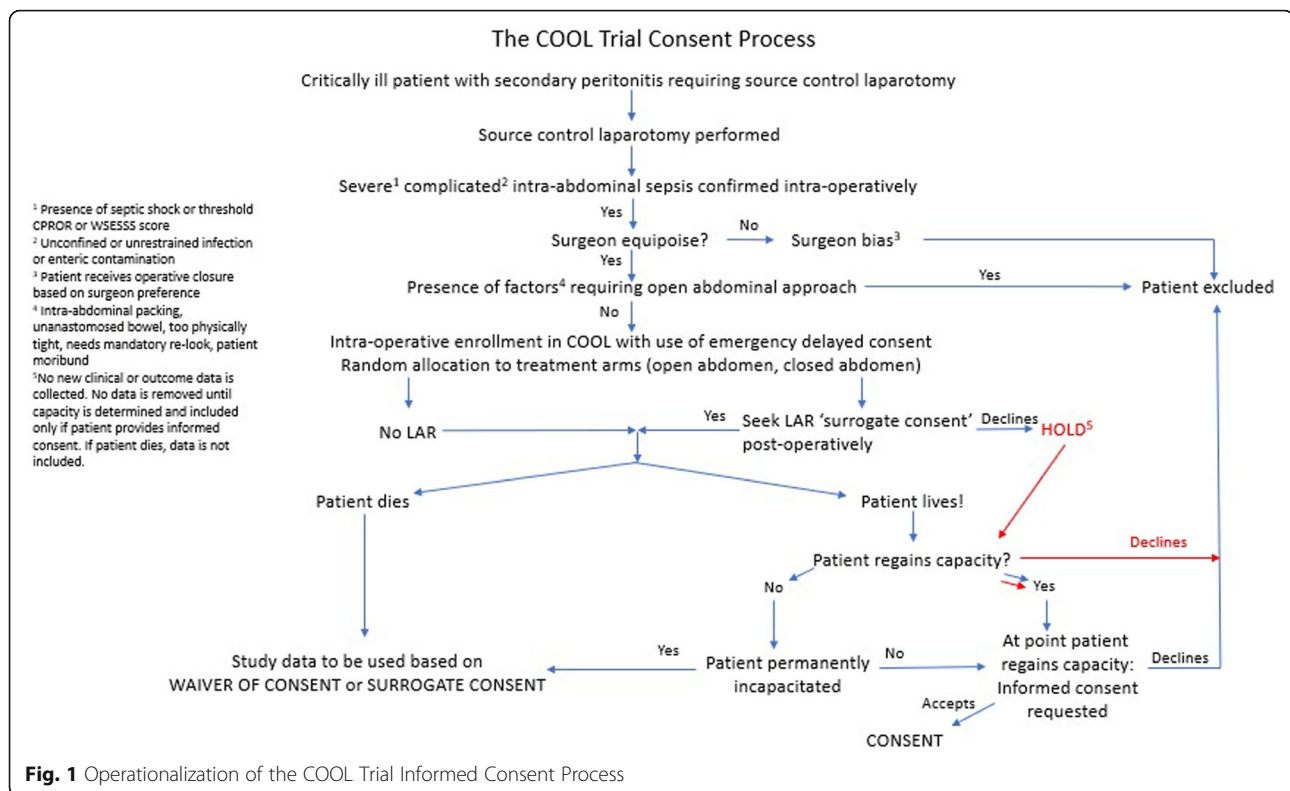 The COOL Trial Consent Process
Critically ill patient with secondary peritonitis requiring source control laparotomy
Source control laparotomy performed
Severe¹ complicated² intra-abdominal sepsis confirmed intra-operatively
Yes
Surgeon equipoise?
No
Surgeon bias³
Yes
Presence of factors⁴ requiring open abdominal approach
Yes
Patient excluded
No
Intra-operative enrollment in COOL with use of emergency delayed consent
Random allocation to treatment arms (open abdomen, closed abdomen)
No LAR
Yes
Seek LAR ‘surrogate consent’
post-operatively
Declines
HOLD⁵
Patient dies
Patient lives!
Patient regains capacity?
Declines
No
Yes
Study data to be used based on
WAIVER OF CONSENT or SURROGATE CONSENT
Yes
Patient permanently
incapacitated
No
At point patient
regains capacity:
Informed consent
requested
Declines
Accepts
CONSENT
¹ Presence of septic shock or threshold
CPROR or WSESSS score
² Unconfined or unrestrained infection
or enteric contamination
³ Patient receives operative closure
based on surgeon preference
⁴ Intra-abdominal packing,
unanastomosed bowel, too physically
tight, needs mandatory re-look, patient
moribund
⁵No new clinical or outcome data is
collected. No data is removed until
capacity is determined and included
only if patient provides informed
consent. If patient dies, data is not
included.
Fig. 1 Operationalization of the COOL Trial Informed Consent Process